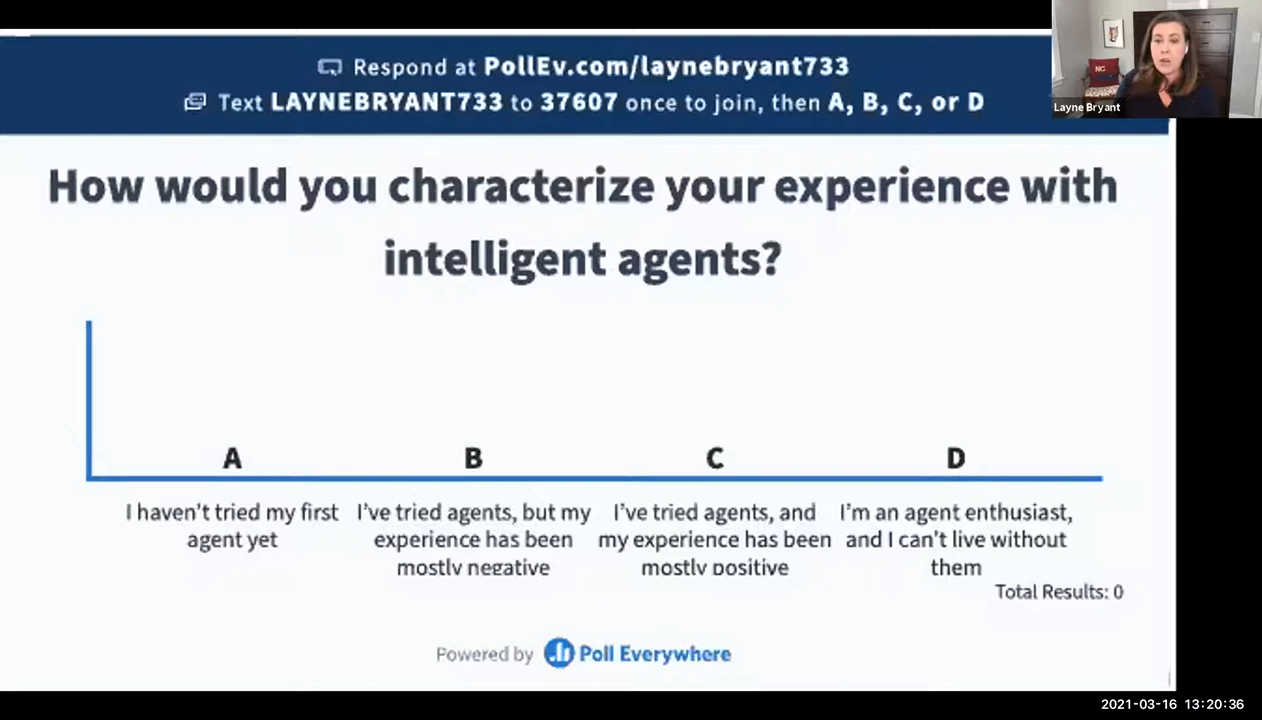 Respond at PollEv.com/laynebryant733
Text LAYNEBRYANT733 to 37607 once to join, then A, B, C, or D
NC
Layne Bryant
How would you characterize your experience with
intelligent agents?
A
B
C
D
I haven't tried my first
agent yet
I've tried agents, but my
experience has been
mostly negative
I've tried agents, and
my experience has been
mostly positive
I'm an agent enthusiast,
and I can't live without
them
Total Results: 0
Powered by Poll Everywhere
2021-03-16 13:20:36